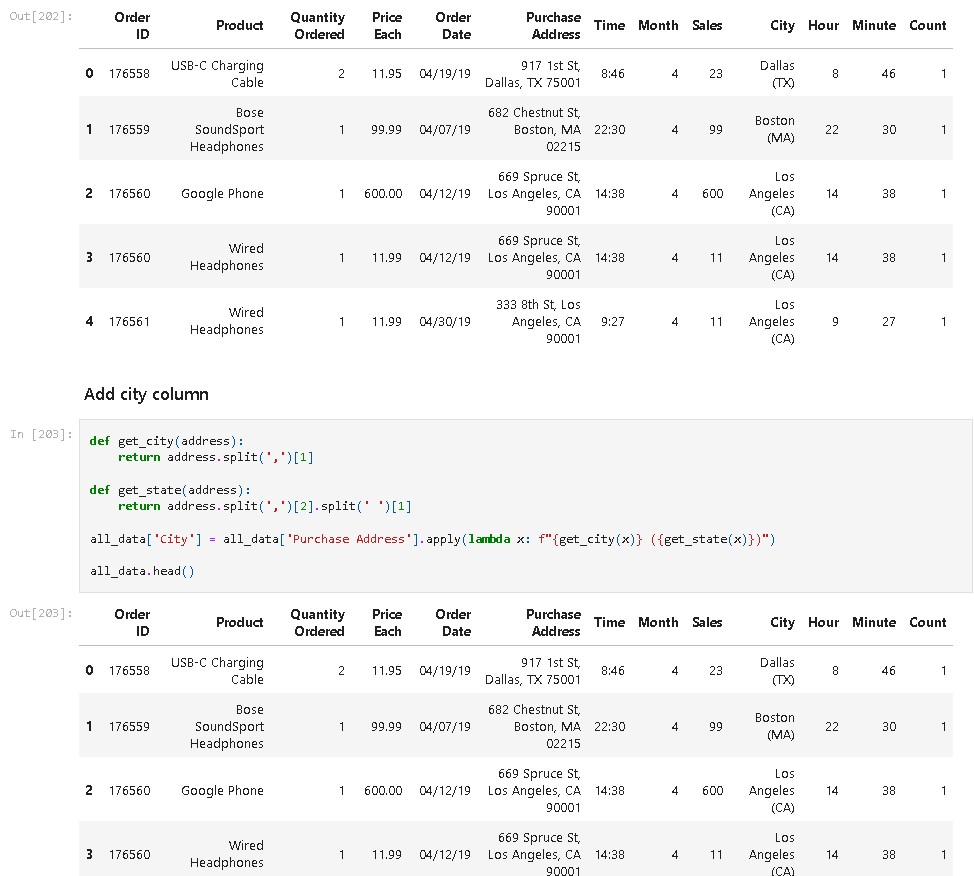 Out[202]:
Order ID Product Quantity Ordered Price Each Order Date Purchase Address Time Month Sales City Hour Minute Count
0 176558 USB-C Charging Cable 2 11.95 04/19/19 917 1st St, Dallas, TX 75001 8:46 4 23 Dallas (TX) 8 46 1
1 176559 Bose SoundSport Headphones 1 99.99 04/07/19 682 Chestnut St, Boston, MA 02215 22:30 4 99 Boston (MA) 22 30 1
2 176560 Google Phone 1 600.00 04/12/19 669 Spruce St, Los Angeles, CA 90001 14:38 4 600 Los Angeles (CA) 14 38 1
3 176560 Wired Headphones 1 11.99 04/12/19 669 Spruce St, Los Angeles, CA 90001 14:38 4 11 Los Angeles (CA) 14 38 1
4 176561 Wired Headphones 1 11.99 04/30/19 333 8th St, Los Angeles, CA 90001 9:27 4 11 Los Angeles (CA) 9 27 1
Add city column
In [203]:
def get_city(address):
    return address.split(',')[1]
def get_state(address):
    return address.split(',')[2].split(' ')[1]
all_data['City'] = all_data['Purchase Address'].apply(lambda x: f"{get_city(x)} ({get_state(x)})")
all_data.head()
Out[203]:
Order ID Product Quantity Ordered Price Each Order Date Purchase Address Time Month Sales City Hour Minute Count
0 176558 USB-C Charging Cable 2 11.95 04/19/19 917 1st St, Dallas, TX 75001 8:46 4 23 Dallas (TX) 8 46 1
1 176559 Bose SoundSport Headphones 1 99.99 04/07/19 682 Chestnut St, Boston, MA 02215 22:30 4 99 Boston (MA) 22 30 1
2 176560 Google Phone 1 600.00 04/12/19 669 Spruce St, Los Angeles, CA 90001 14:38 4 600 Los Angeles (CA) 14 38 1
3 176560 Wired Headphones 1 11.99 04/12/19 669 Spruce St, Los Angeles, CA 90001 14:38 4 11 Los Angeles (CA) 14 38 1